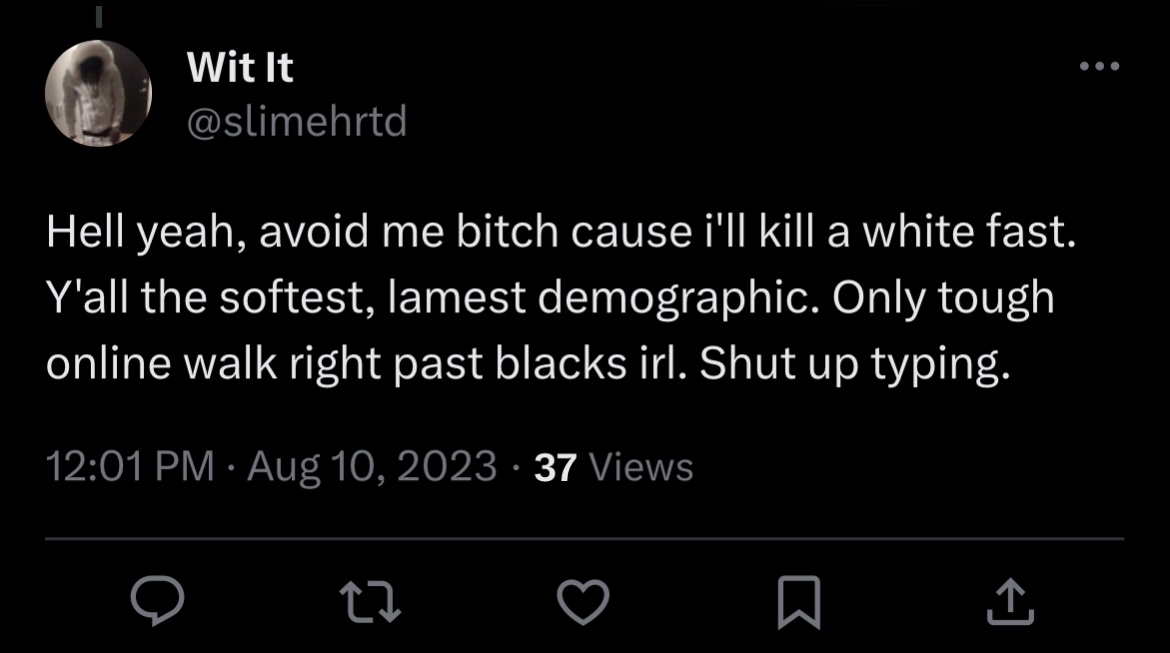 Wit It
@slimehrtd
Hell yeah, avoid me bitch cause i'll kill a white fast.
Y'all the softest, lamest demographic. Only tough
online walk right past blacks irl. Shut up typing.
12:01 PM · Aug 10, 2023 · 37 Views